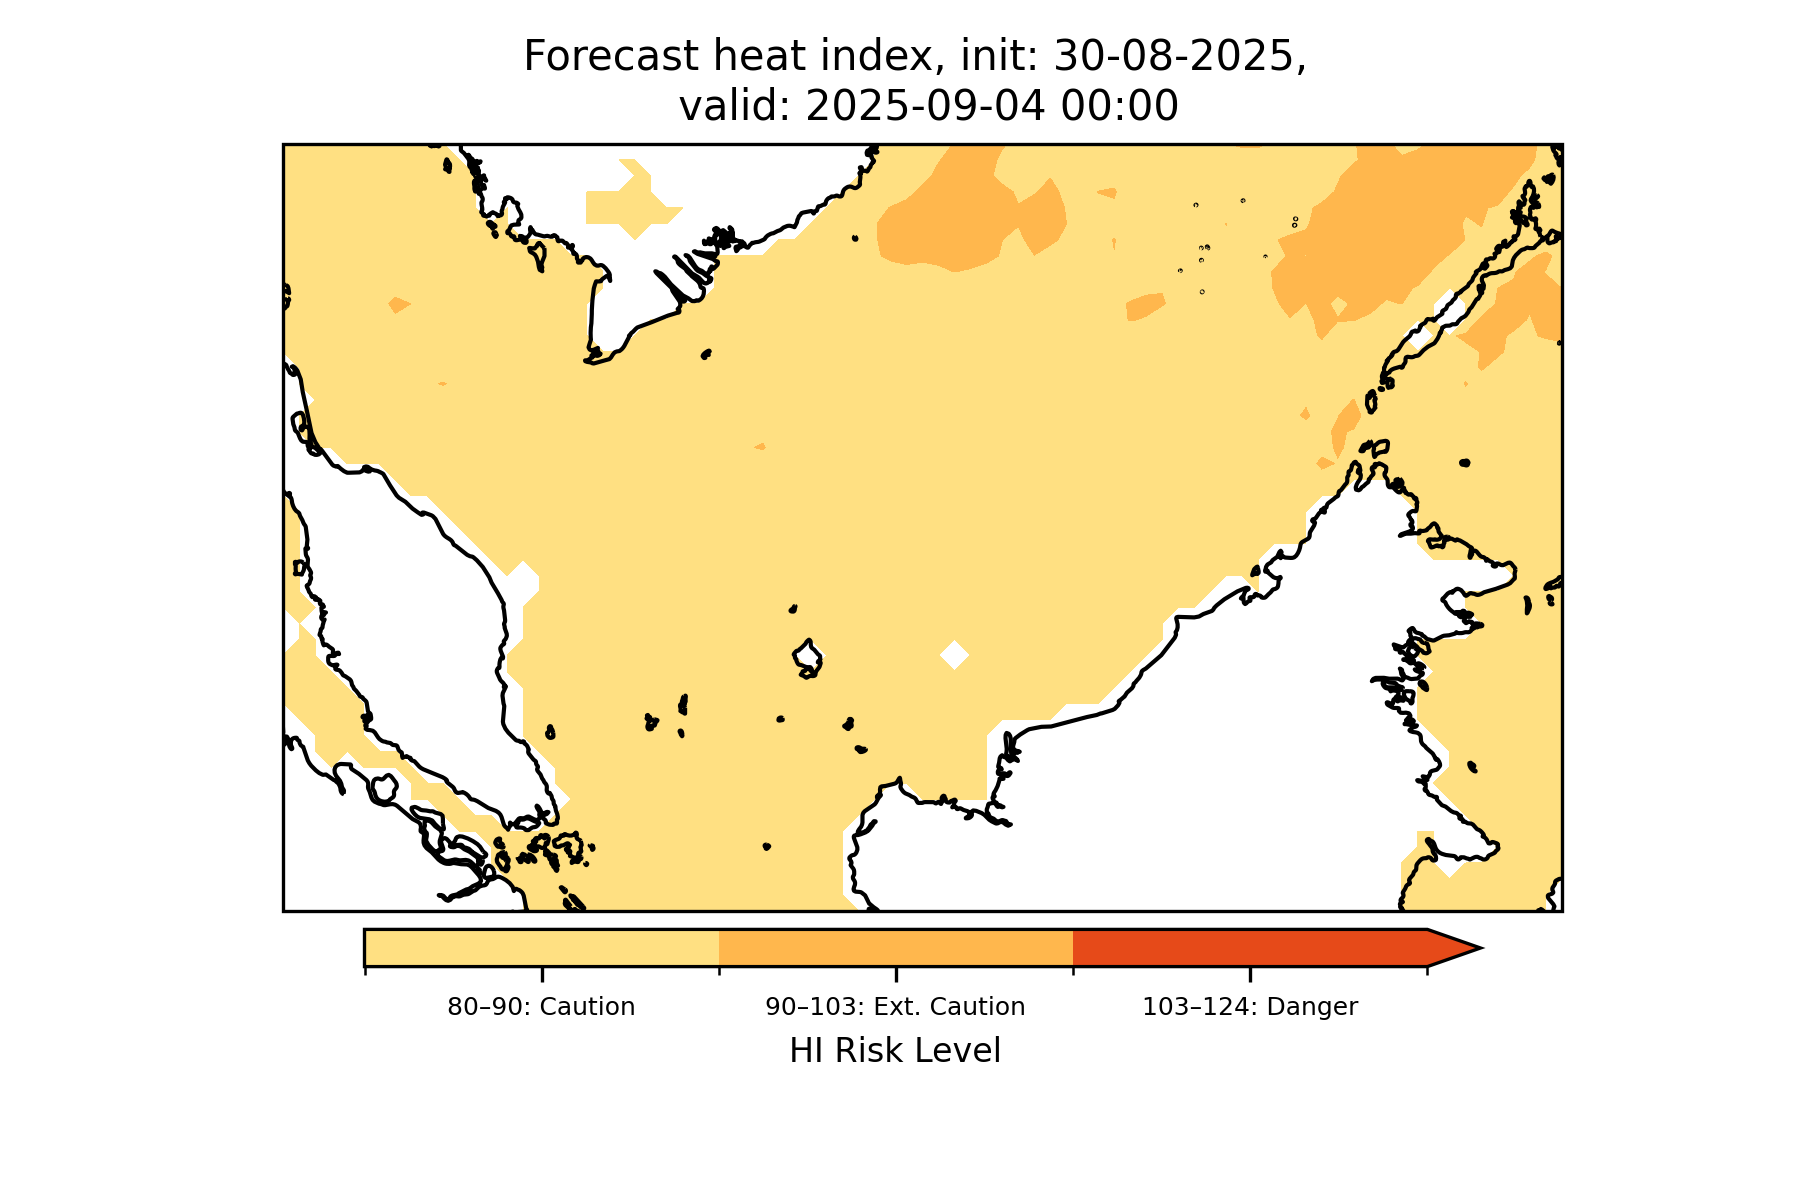 Forecast heat index, init: 30-08-2025,
valid: 2025-09-04 00:00
80–90: Caution
90–103: Ext. Caution
103–124: Danger
HI Risk Level